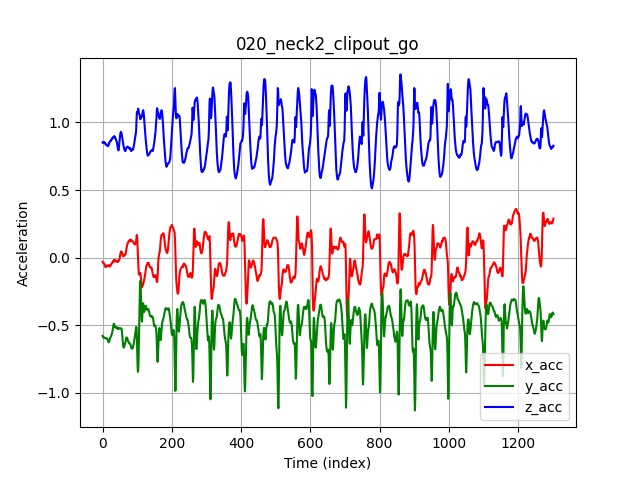 020_neck2_clipout_go
1.0
0.5
0.0
−0.5
−1.0
Acceleration
0 200 400 600 800 1000 1200
Time (index)
x_acc
y_acc
z_acc